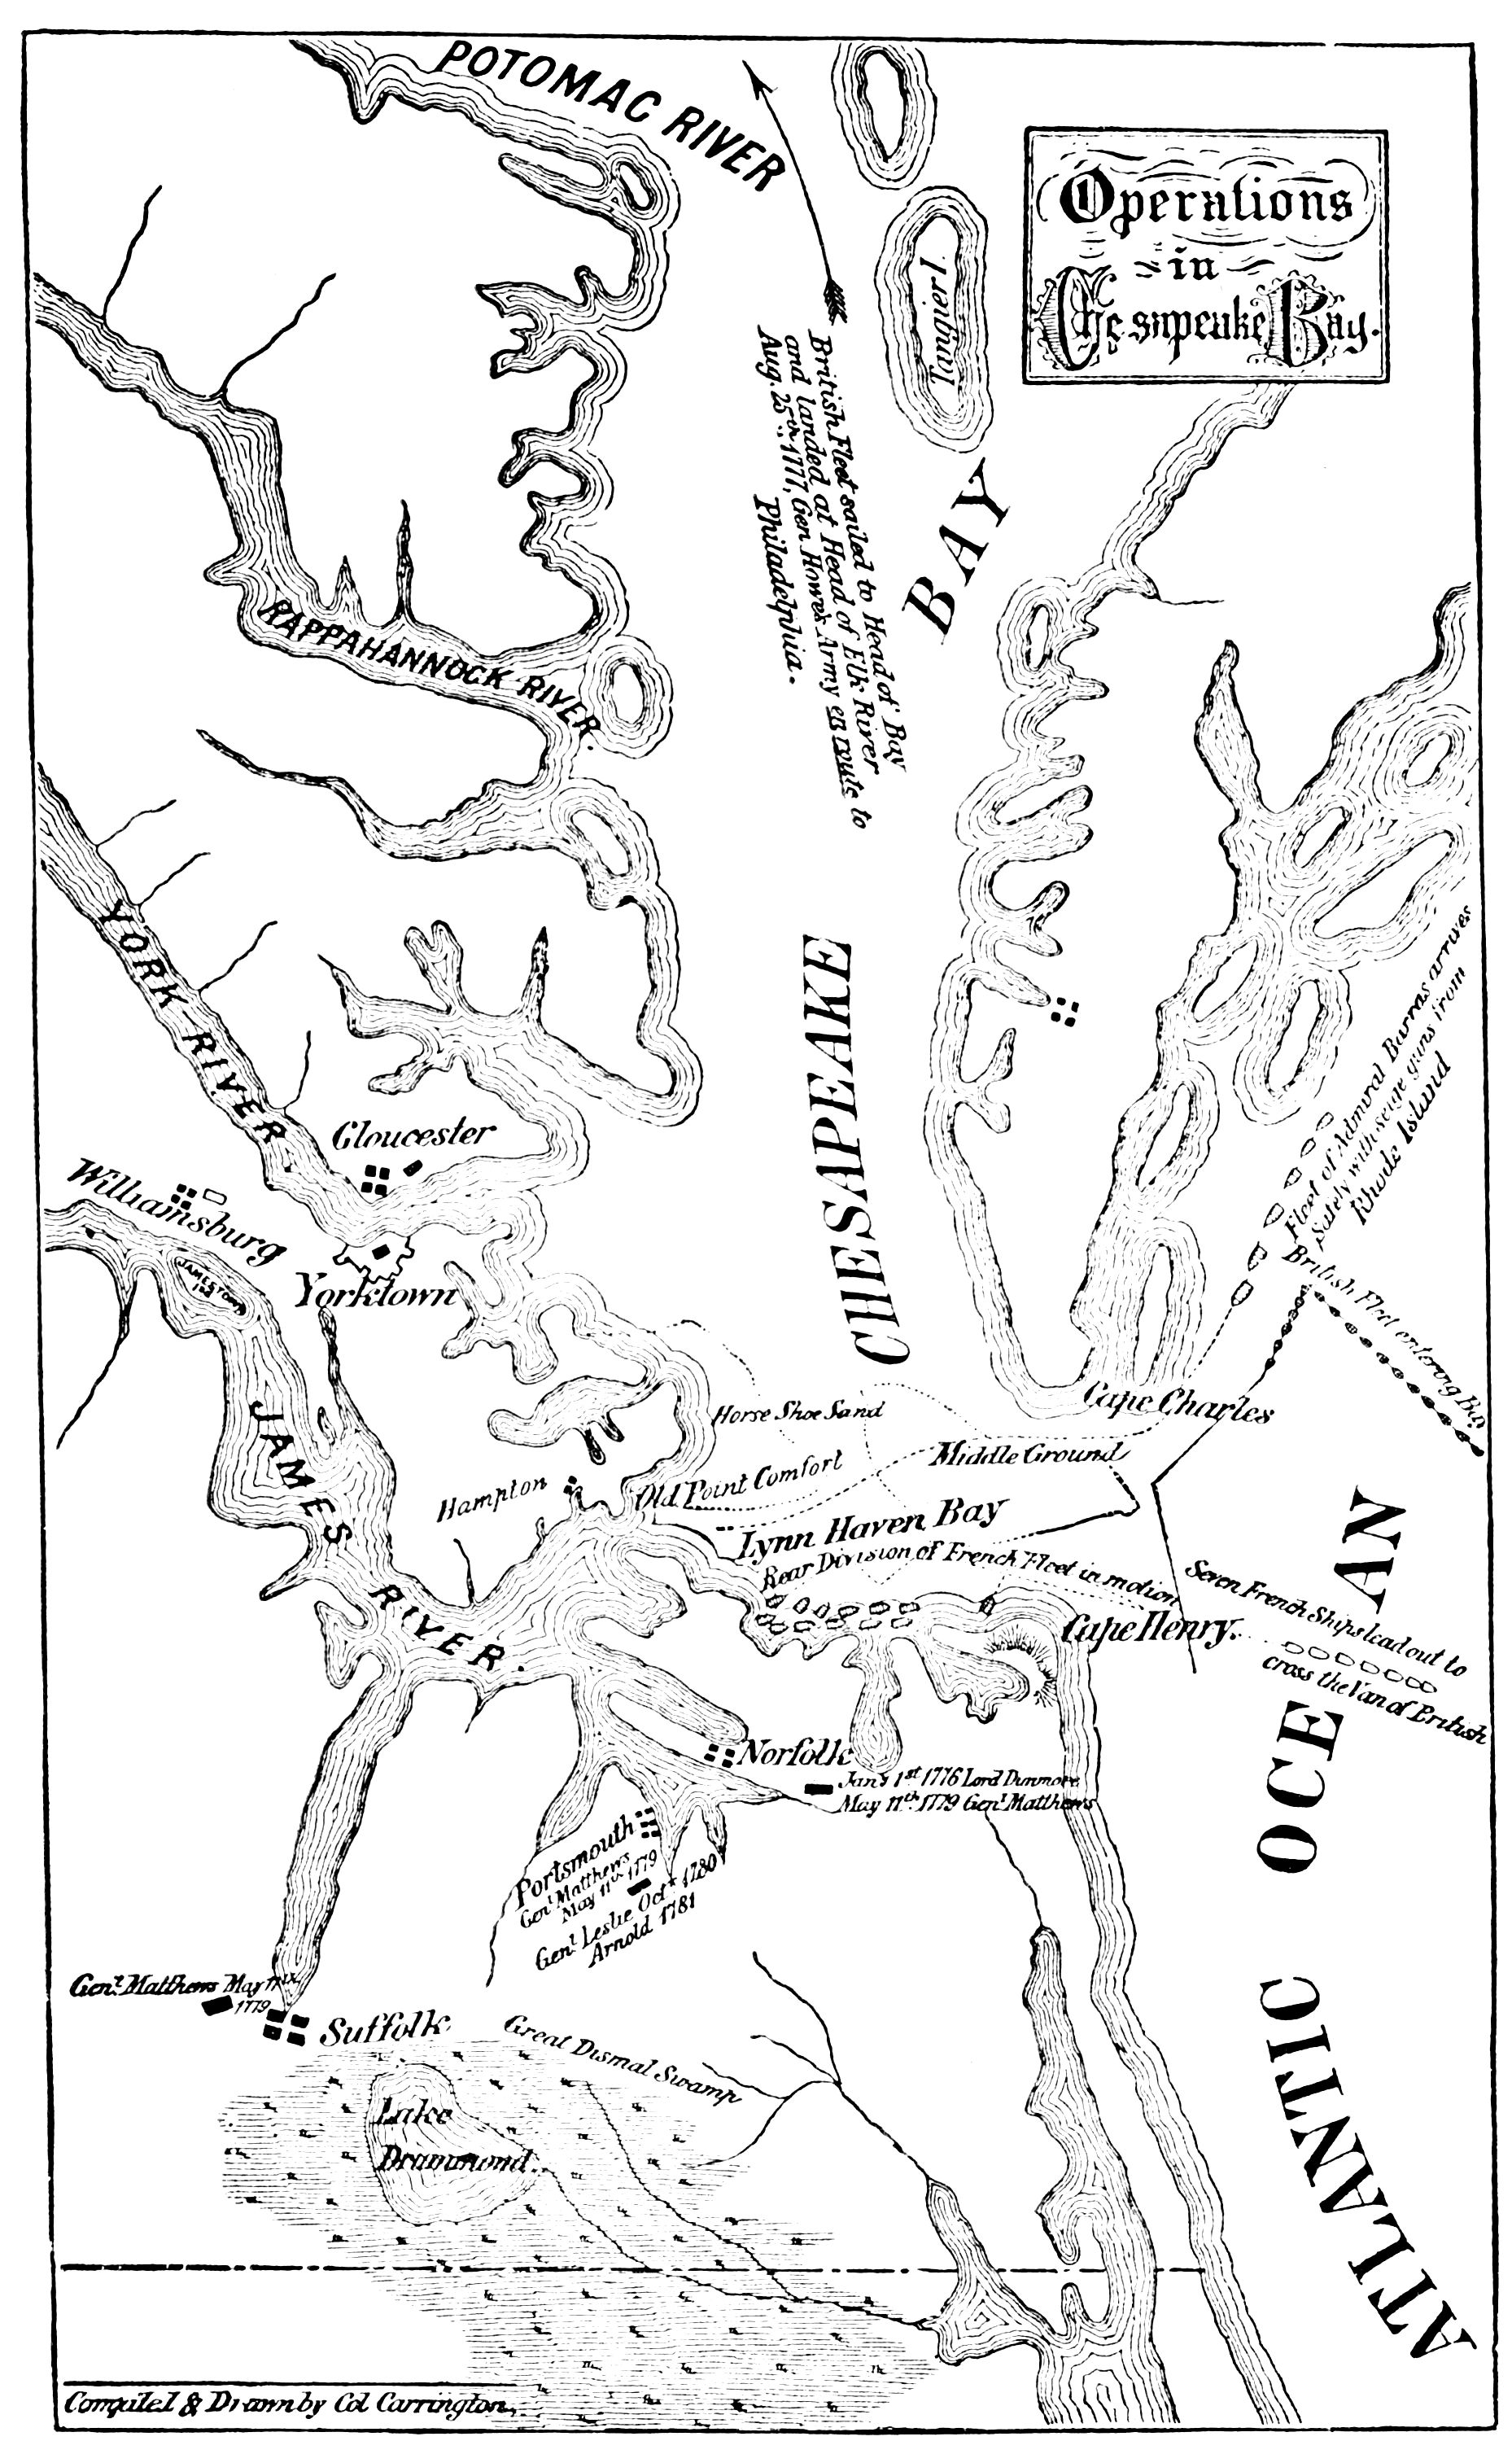 POTOMAC RIVER
Operations
in
Chesapeake Bay.
Tangier I
British Fleet sailed to Head of Bay
and landed at Head of Elk River
Aug. 25th 1777, Gen Howe's Army en route to
Philadelphia.
BAY
RAPPAHANNOCK RIVER.
YORK RIVER
CHESAPEAKE
Fleet of Admiral Barras arrives
Safely with seige guns from
Rhode Island
Gloucester
Williamsburg
JAMESTOWN
ISD
Yorktown
British Fleet entering Bay
Cape Charles
Horse Shoe Sand
Middle Ground
JAMES RIVER.
Hampton
Old Point Comfort
Lynn Haven Bay
Rear Division of French Fleet in motion
Cape Henry.
Seven French Ships lead out to
cross the Van of British
ATLANTIC OCEAN
Norfolk
Jany 1st 1776 Lord Dunmore
May 11th 1779 Genl Matthews
Portsmouth
Genl Matthews
May 11th 1779
Genl Leslie Oct 1780
Arnold 1781
Genl Matthews May 11th
1779
Suffolk
Great Dismal Swamp
Lake
Drummond.
Compiled & Drawn by Col Carrington.